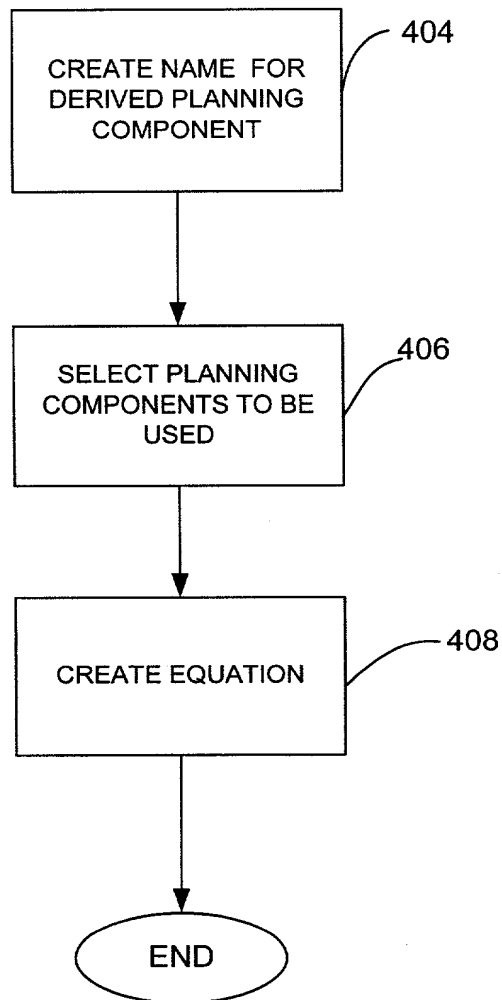 404
CREATE NAME FOR
DERIVED PLANNING
COMPONENT
406
SELECT PLANNING
COMPONENTS TO BE
USED
408
CREATE EQUATION
END